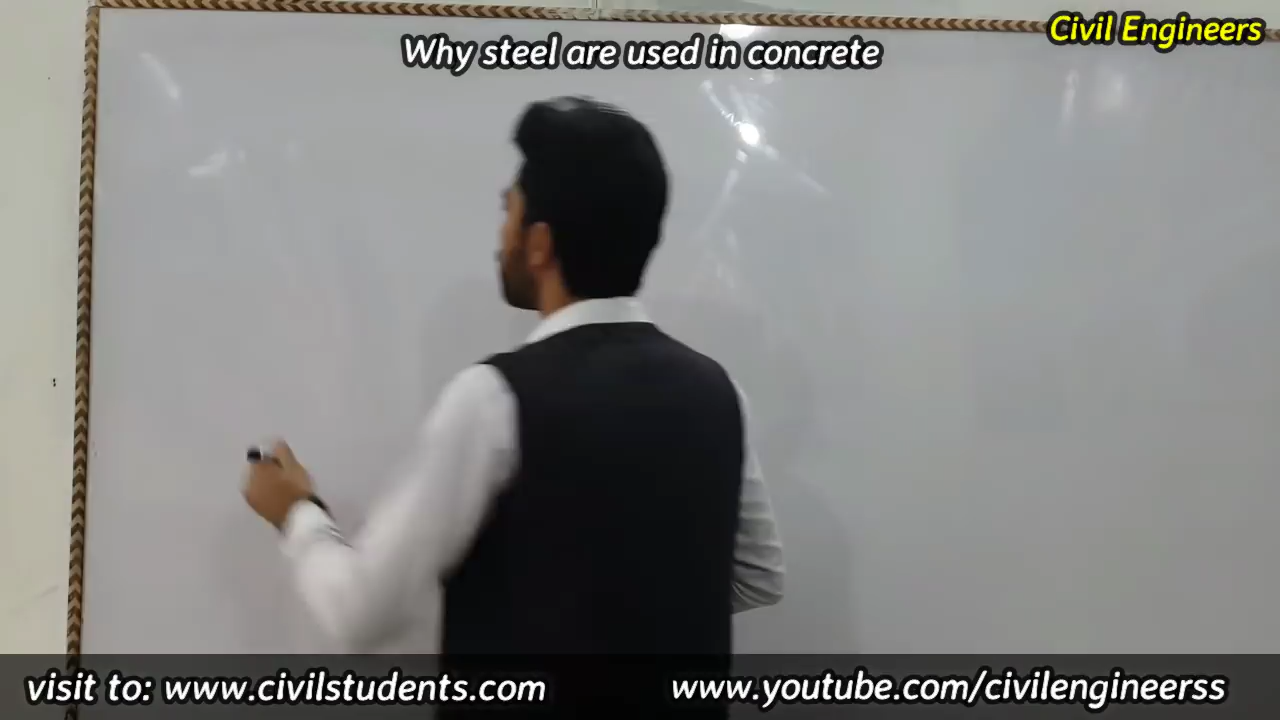 Civil Engineers
Why steel are used in concrete
visit to: www.civilstudents.com
www.youtube.com/civilengineerss